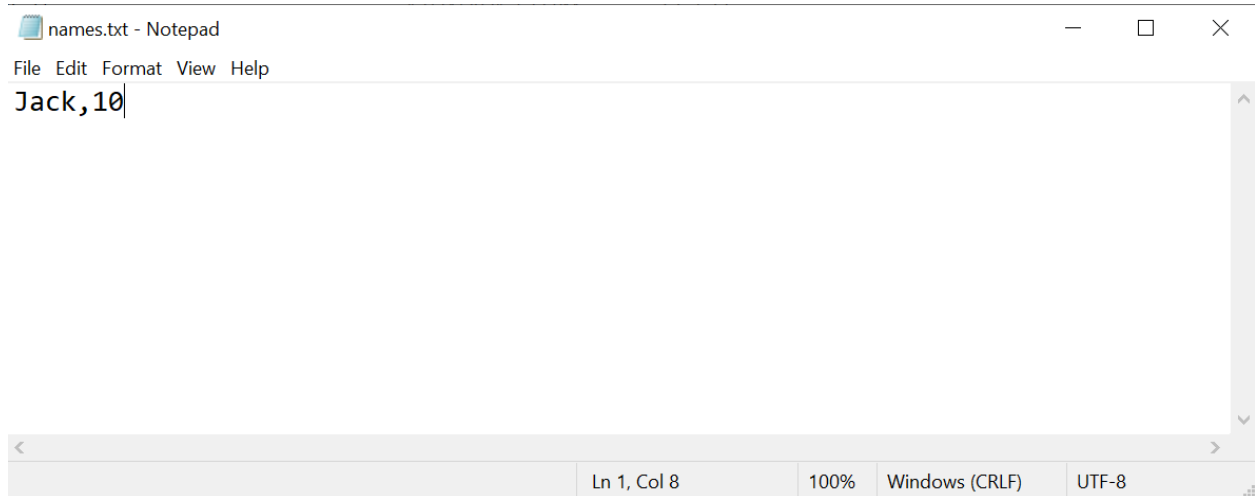 names.txt - Notepad
File Edit Format View Help
Jack,10
Ln 1, Col 8 100% Windows (CRLF) UTF-8